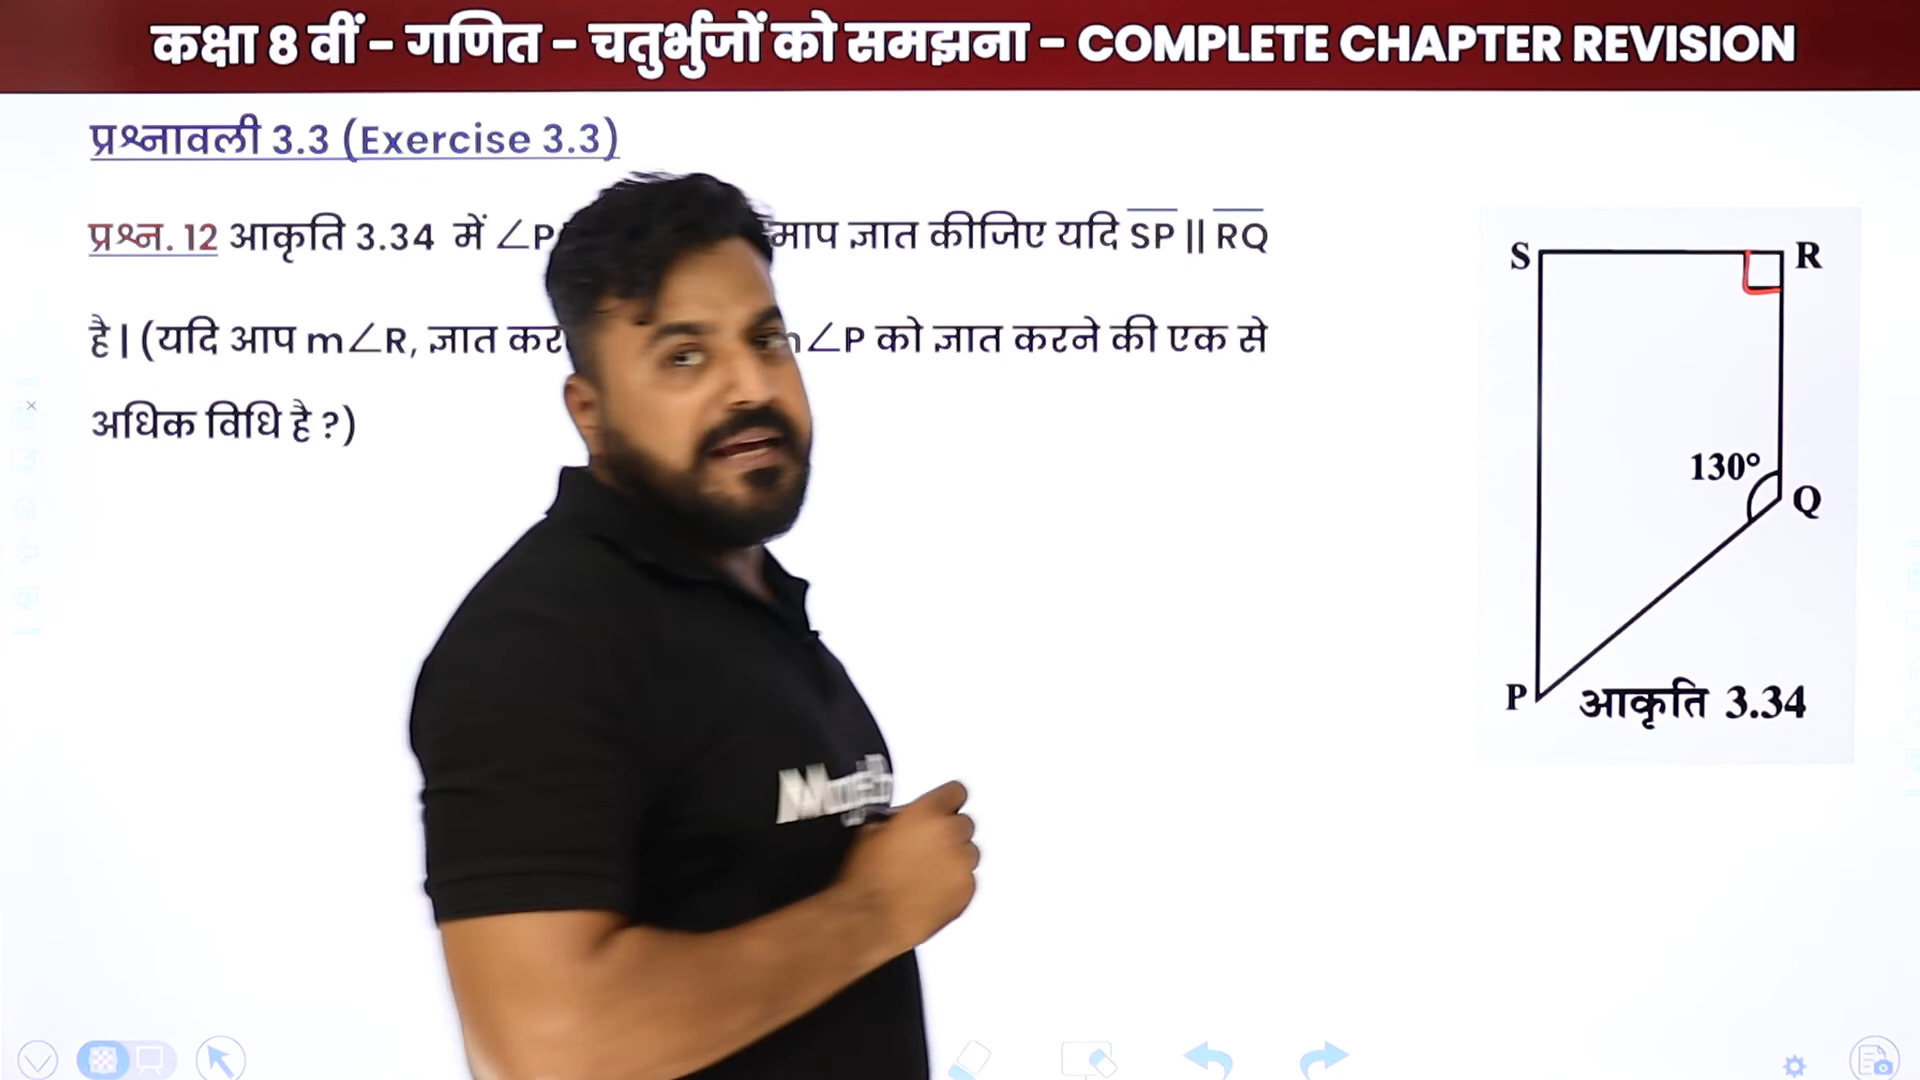 कक्षा 8 वीं – गणित – चतुर्भुजों को समझना – COMPLETE CHAPTER REVISION
प्रश्नावली 3.3 (Exercise 3.3)
प्रश्न. 12 आकृति 3.34 में ∠P माप ज्ञात कीजिए यदि SP || RQ
है | (यदि आप m∠R, ज्ञात ∠P को ज्ञात करने की एक से
अधिक विधि है ?)
S R
130°
Q
P आकृति 3.34